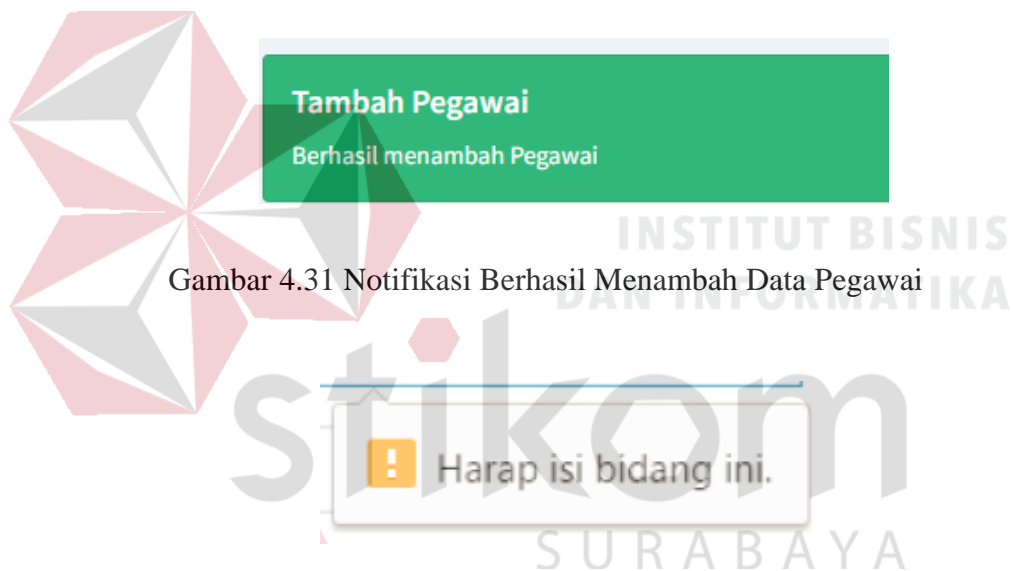 Tambah Pegawai
Berhasil menambah Pegawai
INSTITUT BISNIS
Gambar 4.31 Notifikasi Berhasil Menambah Data Pegawai
DAN INFORMATIKA
stikom
Harap isi bidang ini.
SURABAYA